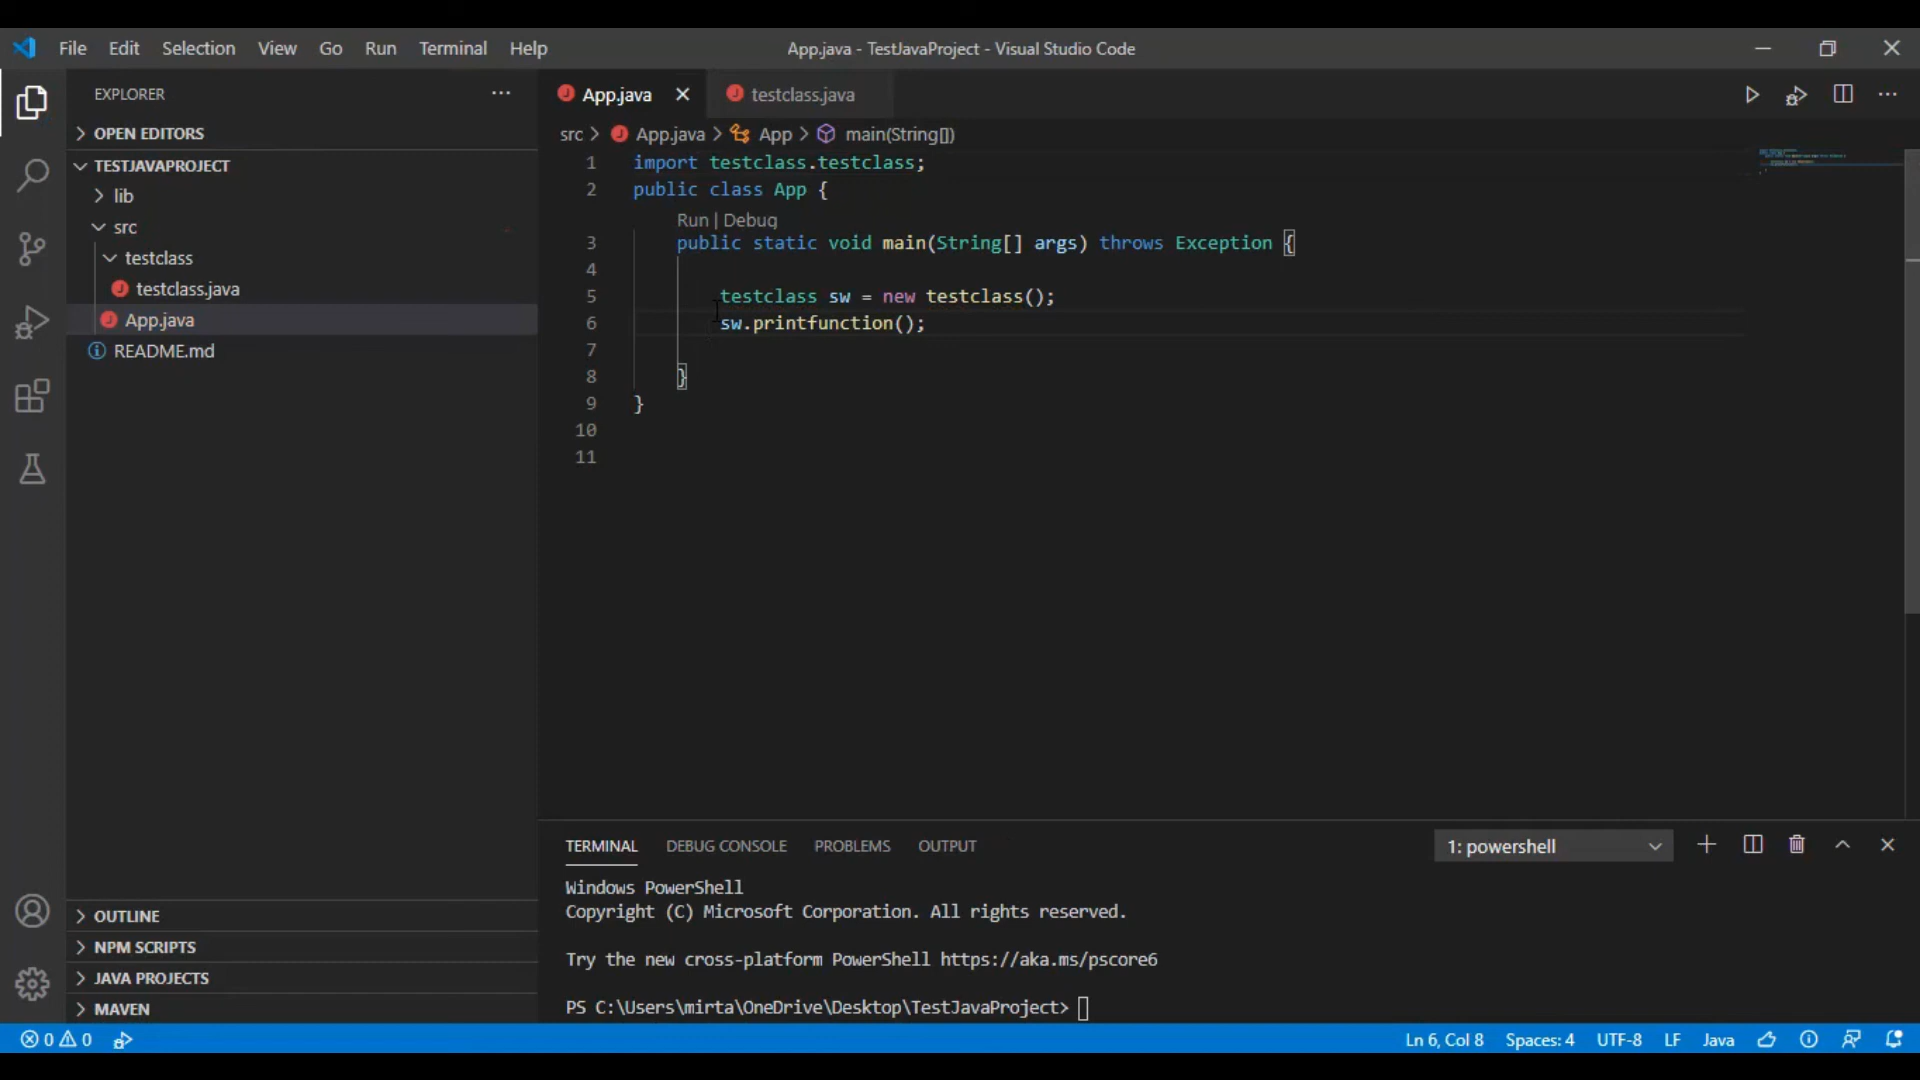 File Edit Selection View Go Run Terminal Help
App.java - TestJavaProject - Visual Studio Code
EXPLORER
OPEN EDITORS
TESTJAVAPROJECT
lib
src
testclass
testclass.java
App.java
README.md
OUTLINE
NPM SCRIPTS
JAVA PROJECTS
MAVEN
App.java testclass.java
src > App.java > App > main(String[])
1 import testclass.testclass;
2 public class App {
Run | Debug
3 public static void main(String[] args) throws Exception {
4
5 testclass sw = new testclass();
6 sw.printfunction();
7
8 }
9 }
10
11
TERMINAL DEBUG CONSOLE PROBLEMS OUTPUT
1: powershell
Windows PowerShell
Copyright (C) Microsoft Corporation. All rights reserved.
Try the new cross-platform PowerShell https://aka.ms/pscore6
PS C:\Users\mirta\OneDrive\Desktop\TestJavaProject>
0 0
Ln 6, Col 8 Spaces: 4 UTF-8 LF Java